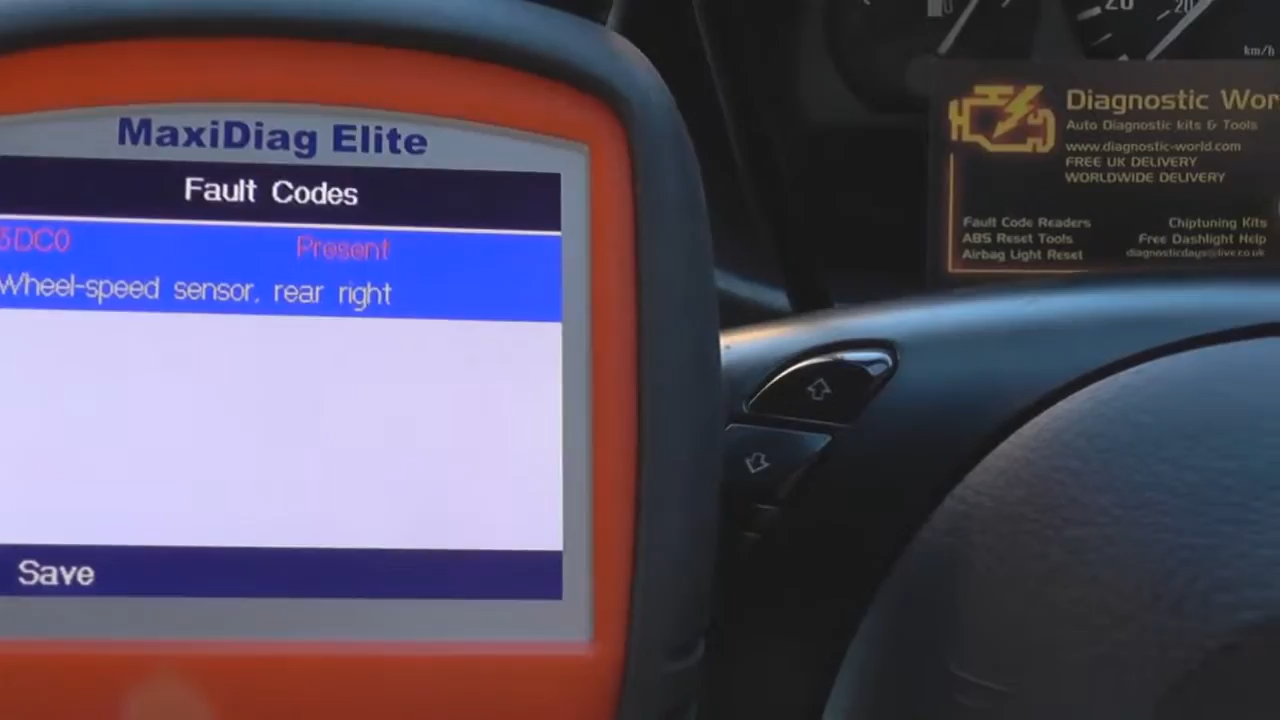 MaxiDiag Elite
Fault Codes
5DC0 Present
Wheel-speed sensor, rear right
Save
20
20
km/h
Diagnostic Wor
Auto Diagnostic kits & Tools
www.diagnostic-world.com
FREE UK DELIVERY
WORLDWIDE DELIVERY
Fault Code Readers Chiptuning Kits
ABS Reset Tools Free Dashlight Help
Airbag Light Reset diagnosticdays@live.co.uk